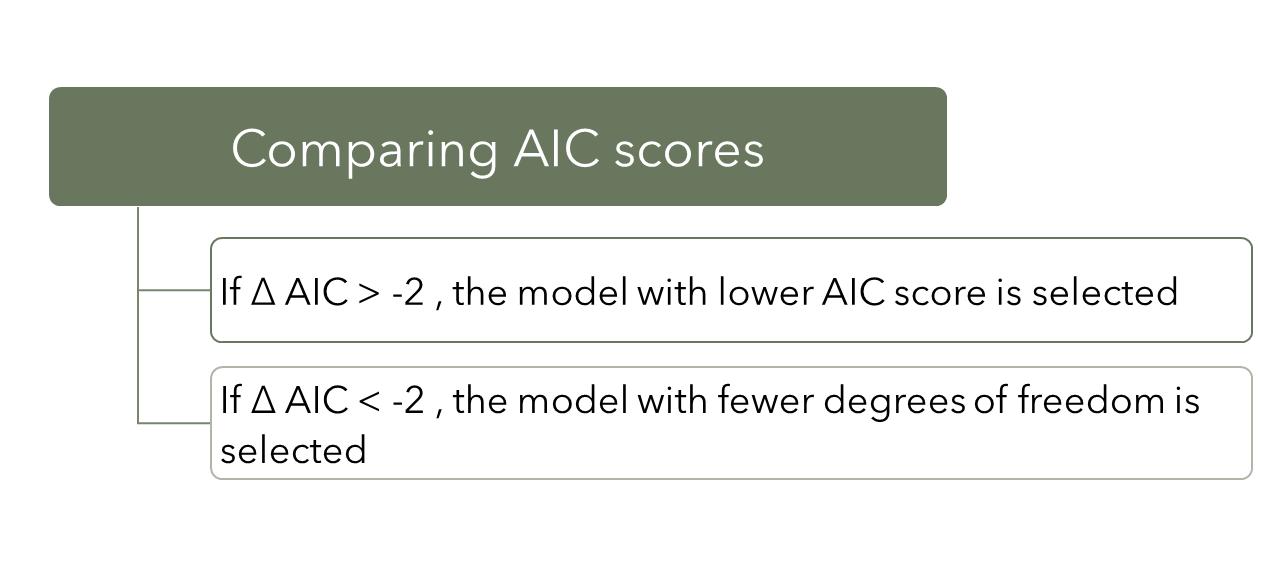 Comparing AIC scores
If Δ AIC > -2 , the model with lower AIC score is selected
If Δ AIC < -2 , the model with fewer degrees of freedom is
selected